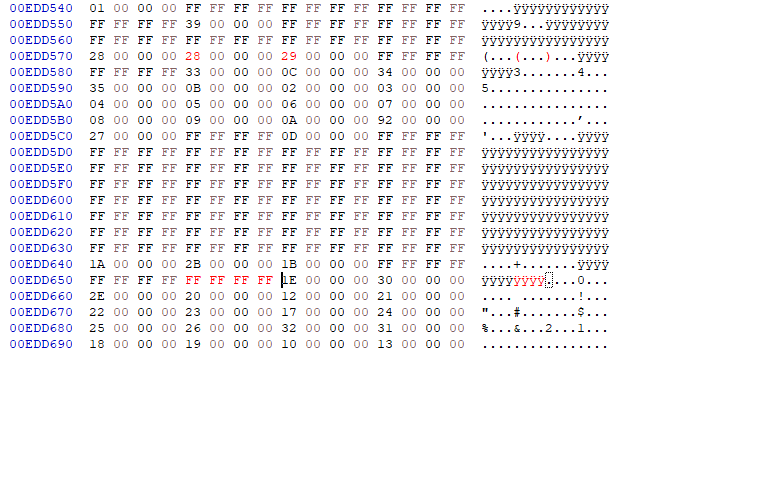 00EDD540 01 00 00 00 FF FF FF FF FF FF FF FF FF FF FF FF ....ÿÿÿÿÿÿÿÿÿÿÿÿ
00EDD550 FF FF FF FF 39 00 00 00 FF FF FF FF FF FF FF FF ÿÿÿÿ9...ÿÿÿÿÿÿÿÿ
00EDD560 FF FF FF FF FF FF FF FF FF FF FF FF FF FF FF FF ÿÿÿÿÿÿÿÿÿÿÿÿÿÿÿÿ
00EDD570 28 00 00 00 28 00 00 00 29 00 00 00 FF FF FF FF (...(...)...ÿÿÿÿ
00EDD580 FF FF FF FF 33 00 00 00 0C 00 00 00 34 00 00 00 ÿÿÿÿ3.......4...
00EDD590 35 00 00 00 0B 00 00 00 02 00 00 00 03 00 00 00 5...............
00EDD5A0 04 00 00 00 05 00 00 00 06 00 00 00 07 00 00 00 ................
00EDD5B0 08 00 00 00 09 00 00 00 0A 00 00 00 92 00 00 00 ............’...
00EDD5C0 27 00 00 00 FF FF FF FF 0D 00 00 00 FF FF FF FF '...ÿÿÿÿ....ÿÿÿÿ
00EDD5D0 FF FF FF FF FF FF FF FF FF FF FF FF FF FF FF FF ÿÿÿÿÿÿÿÿÿÿÿÿÿÿÿÿ
00EDD5E0 FF FF FF FF FF FF FF FF FF FF FF FF FF FF FF FF ÿÿÿÿÿÿÿÿÿÿÿÿÿÿÿÿ
00EDD5F0 FF FF FF FF FF FF FF FF FF FF FF FF FF FF FF FF ÿÿÿÿÿÿÿÿÿÿÿÿÿÿÿÿ
00EDD600 FF FF FF FF FF FF FF FF FF FF FF FF FF FF FF FF ÿÿÿÿÿÿÿÿÿÿÿÿÿÿÿÿ
00EDD610 FF FF FF FF FF FF FF FF FF FF FF FF FF FF FF FF ÿÿÿÿÿÿÿÿÿÿÿÿÿÿÿÿ
00EDD620 FF FF FF FF FF FF FF FF FF FF FF FF FF FF FF FF ÿÿÿÿÿÿÿÿÿÿÿÿÿÿÿÿ
00EDD630 FF FF FF FF FF FF FF FF FF FF FF FF FF FF FF FF ÿÿÿÿÿÿÿÿÿÿÿÿÿÿÿÿ
00EDD640 1A 00 00 00 2B 00 00 00 1B 00 00 00 FF FF FF FF ....+.......ÿÿÿÿ
00EDD650 FF FF FF FF FF FF FF FF 1E 00 00 00 30 00 00 00 ÿÿÿÿÿÿÿÿ....0...
00EDD660 2E 00 00 00 20 00 00 00 12 00 00 00 21 00 00 00 .... .......!...
00EDD670 22 00 00 00 23 00 00 00 17 00 00 00 24 00 00 00 "...#.......$...
00EDD680 25 00 00 00 26 00 00 00 32 00 00 00 31 00 00 00 %...&...2...1...
00EDD690 18 00 00 00 19 00 00 00 10 00 00 00 13 00 00 00 ................